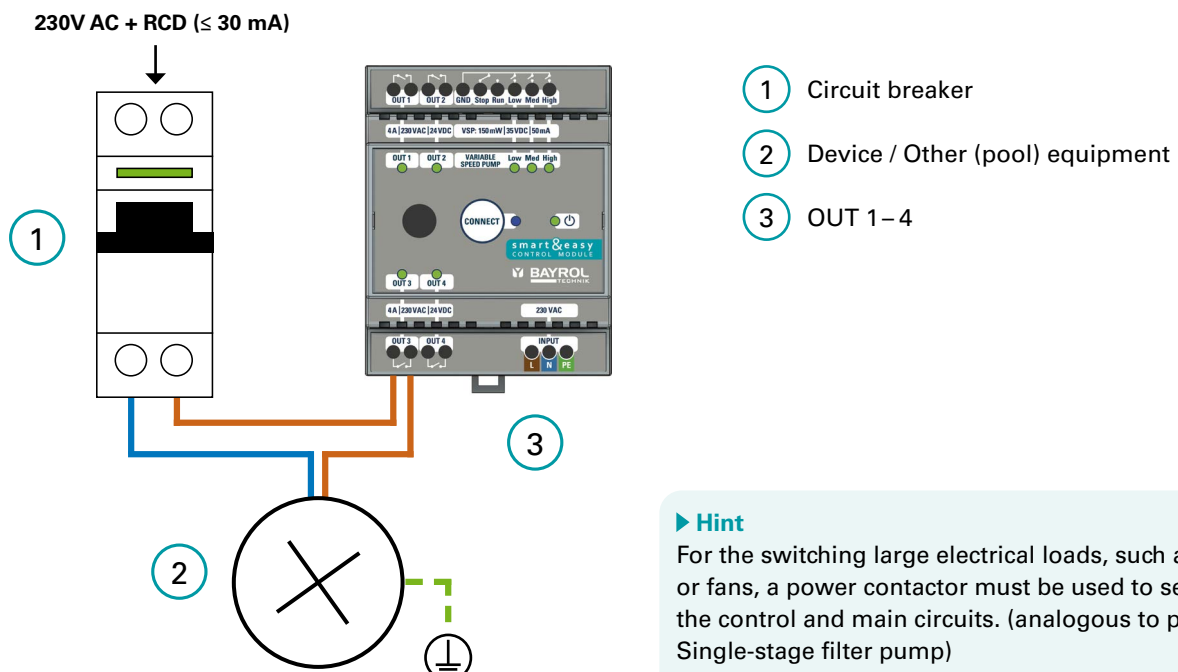 230V AC + RCD (≤ 30 mA)
OUT 1 OUT 2 GND Stop Run Low Med High
4 A | 230 VAC | 24 VDC VSP: 150 mW | 35 VDC | 50 mA
OUT 1 OUT 2 VARIABLE SPEED PUMP Low Med High
CONNECT
smart&easy
CONTROL MODULE
BAYROL
TECHNIK
OUT 3 OUT 4
4 A | 230 VAC | 24 VDC 230 VAC
OUT 3 OUT 4 INPUT
L N PE
1
2
3
1 Circuit breaker
2 Device / Other (pool) equipment
3 OUT 1 – 4
Hint
For the switching large electrical loads, such a
or fans, a power contactor must be used to se
the control and main circuits. (analogous to p
Single-stage filter pump)